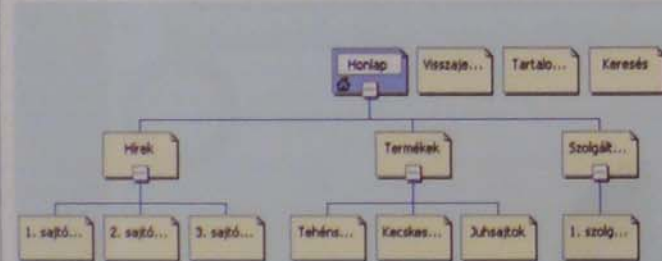 Honlap
Visszaje...
Tartalo...
Keresés
Hírek
Termékek
Szolgált...
1. sajtó...
2. sajtó...
3. sajtó...
Tehéns...
Kecskes...
Juhsajtok
1. szolg...